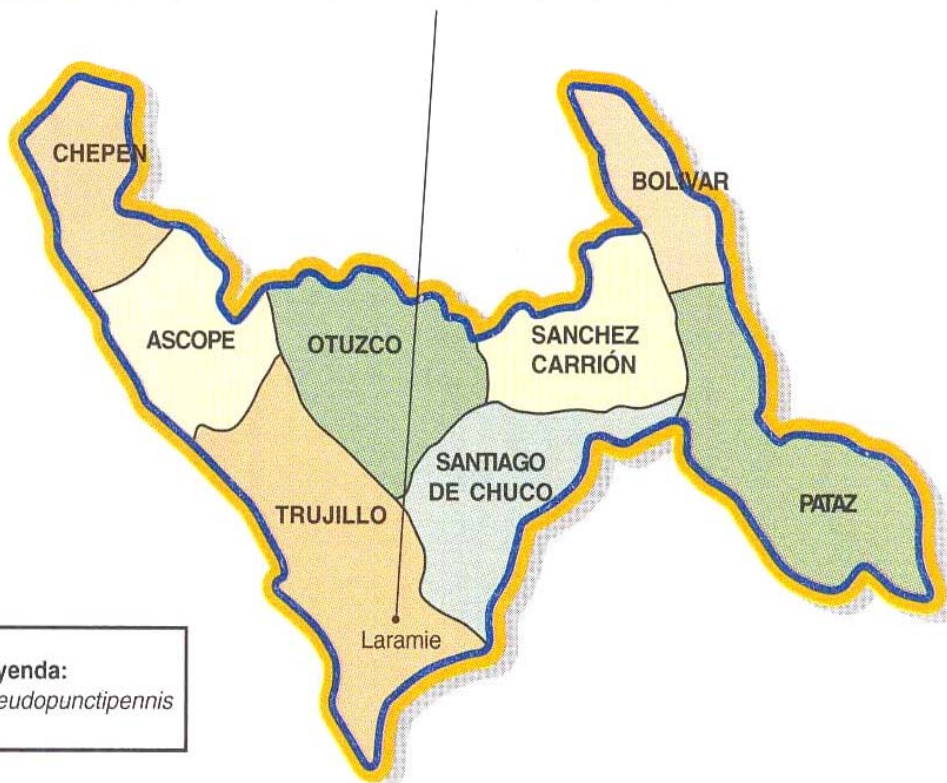 CHEPEN
BOLIVAR
ASCOPE
OTUZCO
SANCHEZ
CARRIÓN
SANTIAGO
DE CHUCO
TRUJILLO
PATAZ
Laramie
yenda:
eudopunctipennis